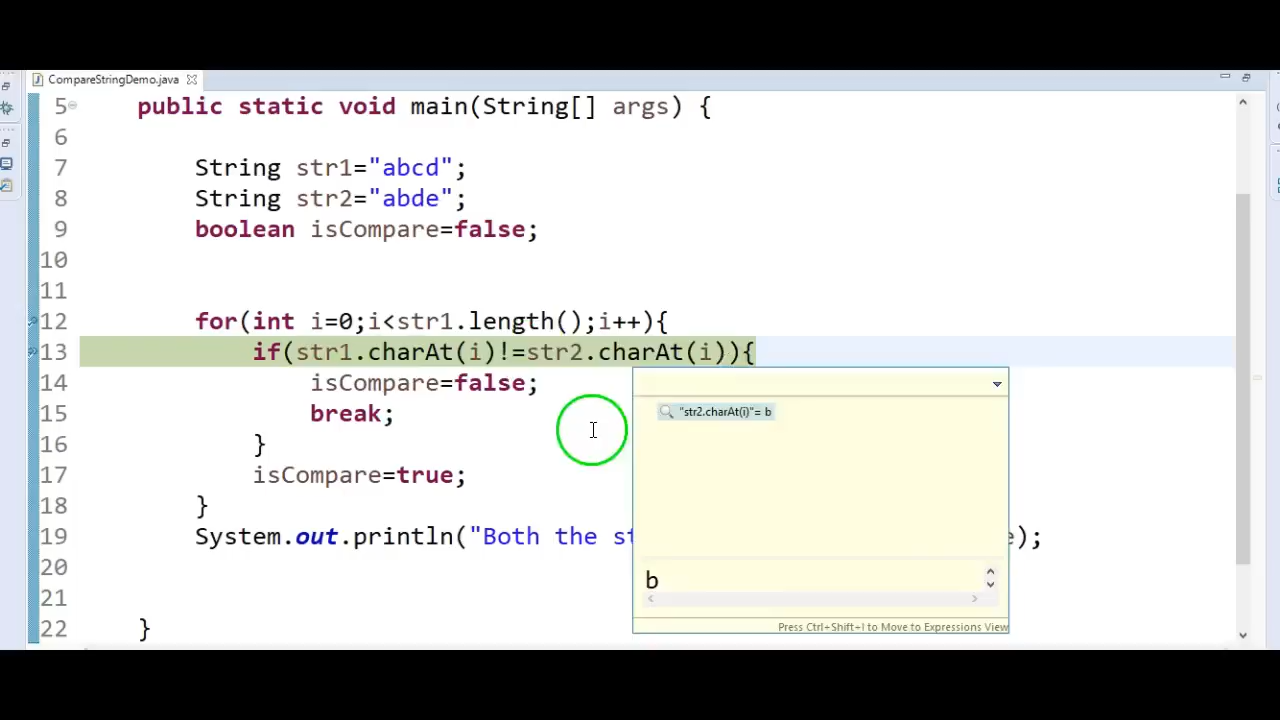 CompareStringDemo.java
5 public static void main(String[] args) {
6
7 String str1="abcd";
8 String str2="abde";
9 boolean isCompare=false;
10
11
12 for(int i=0;i<str1.length();i++){
13 if(str1.charAt(i)!=str2.charAt(i)){
14 isCompare=false;
"str2.charAt(i)"= b
15 break;
16 }
17 isCompare=true;
18 }
19 System.out.println("Both the st e);
20
b
21
Press Ctrl+Shift+I to Move to Expressions View
22 }